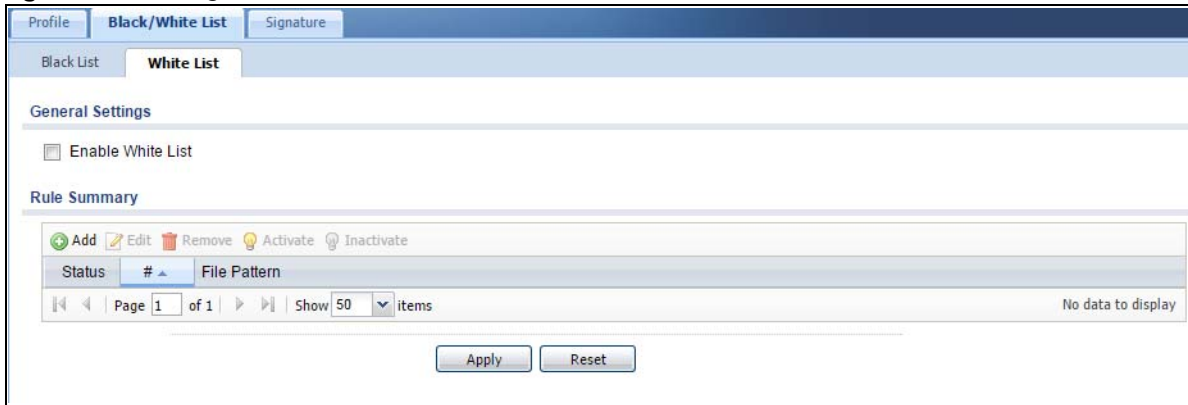 Profile Black/White List Signature
Black List White List
General Settings
Enable White List
Rule Summary
Add Edit Remove Activate Inactivate
Status # File Pattern
Page 1 of 1 Show 50 items No data to display
Apply Reset